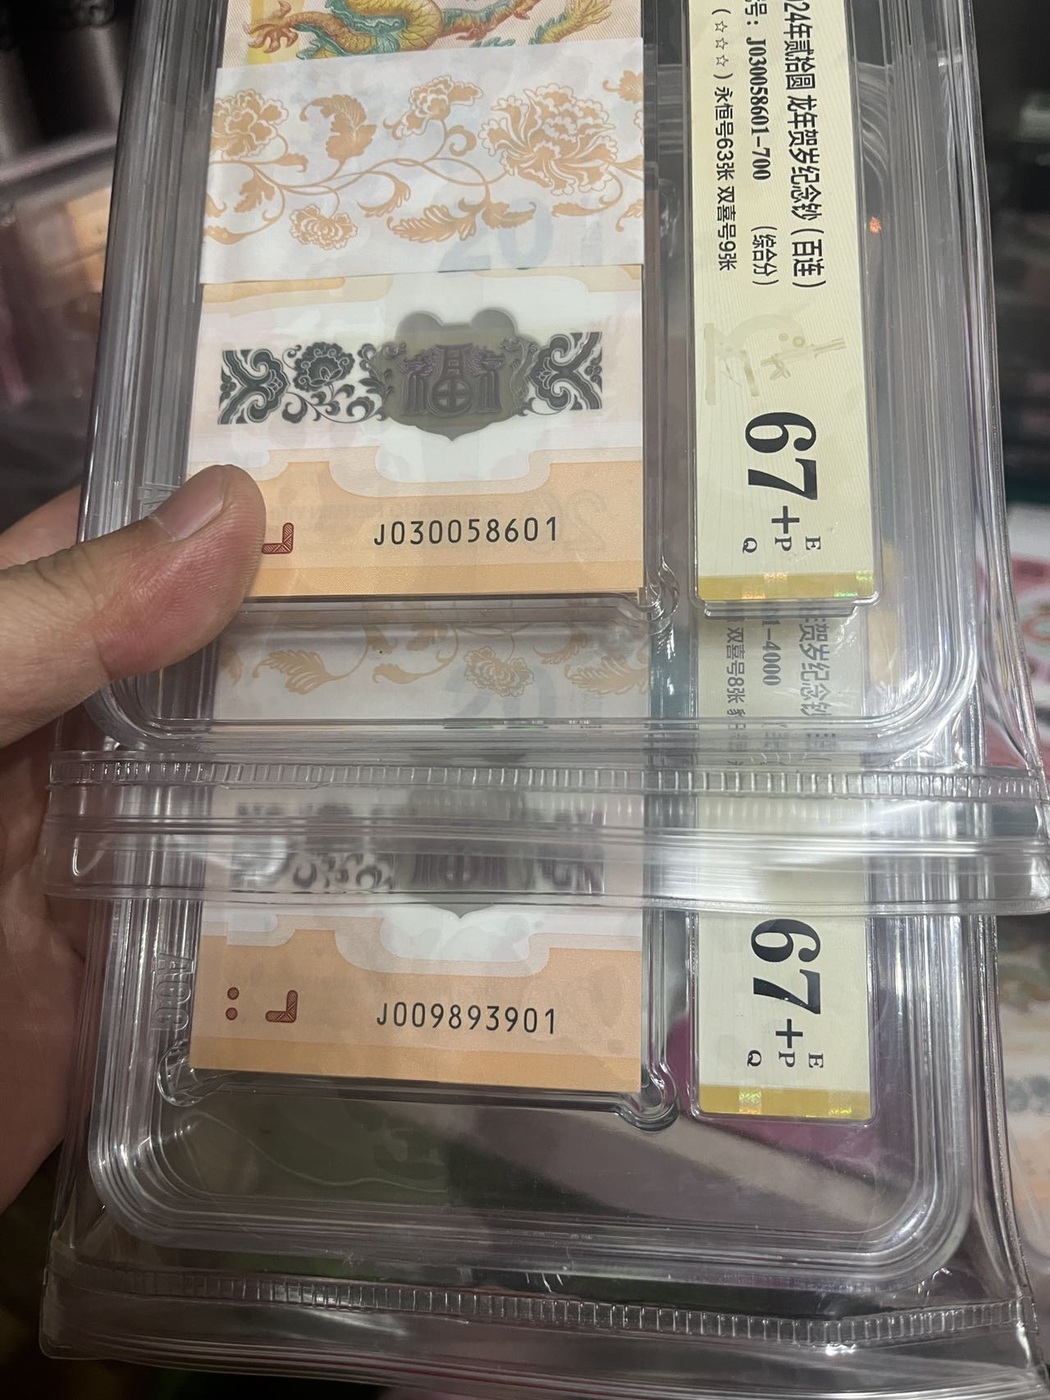 24年贰拾圆 龙年贺岁纪念钞(百连)
号: J030058601-700 (综合分)
(☆☆☆) 永恒号63张 双喜号9张
67+
E
P
Q
福
J030058601
年贺岁纪念钞
1-4000
双喜号8张
67+
E
P
Q
J009893901